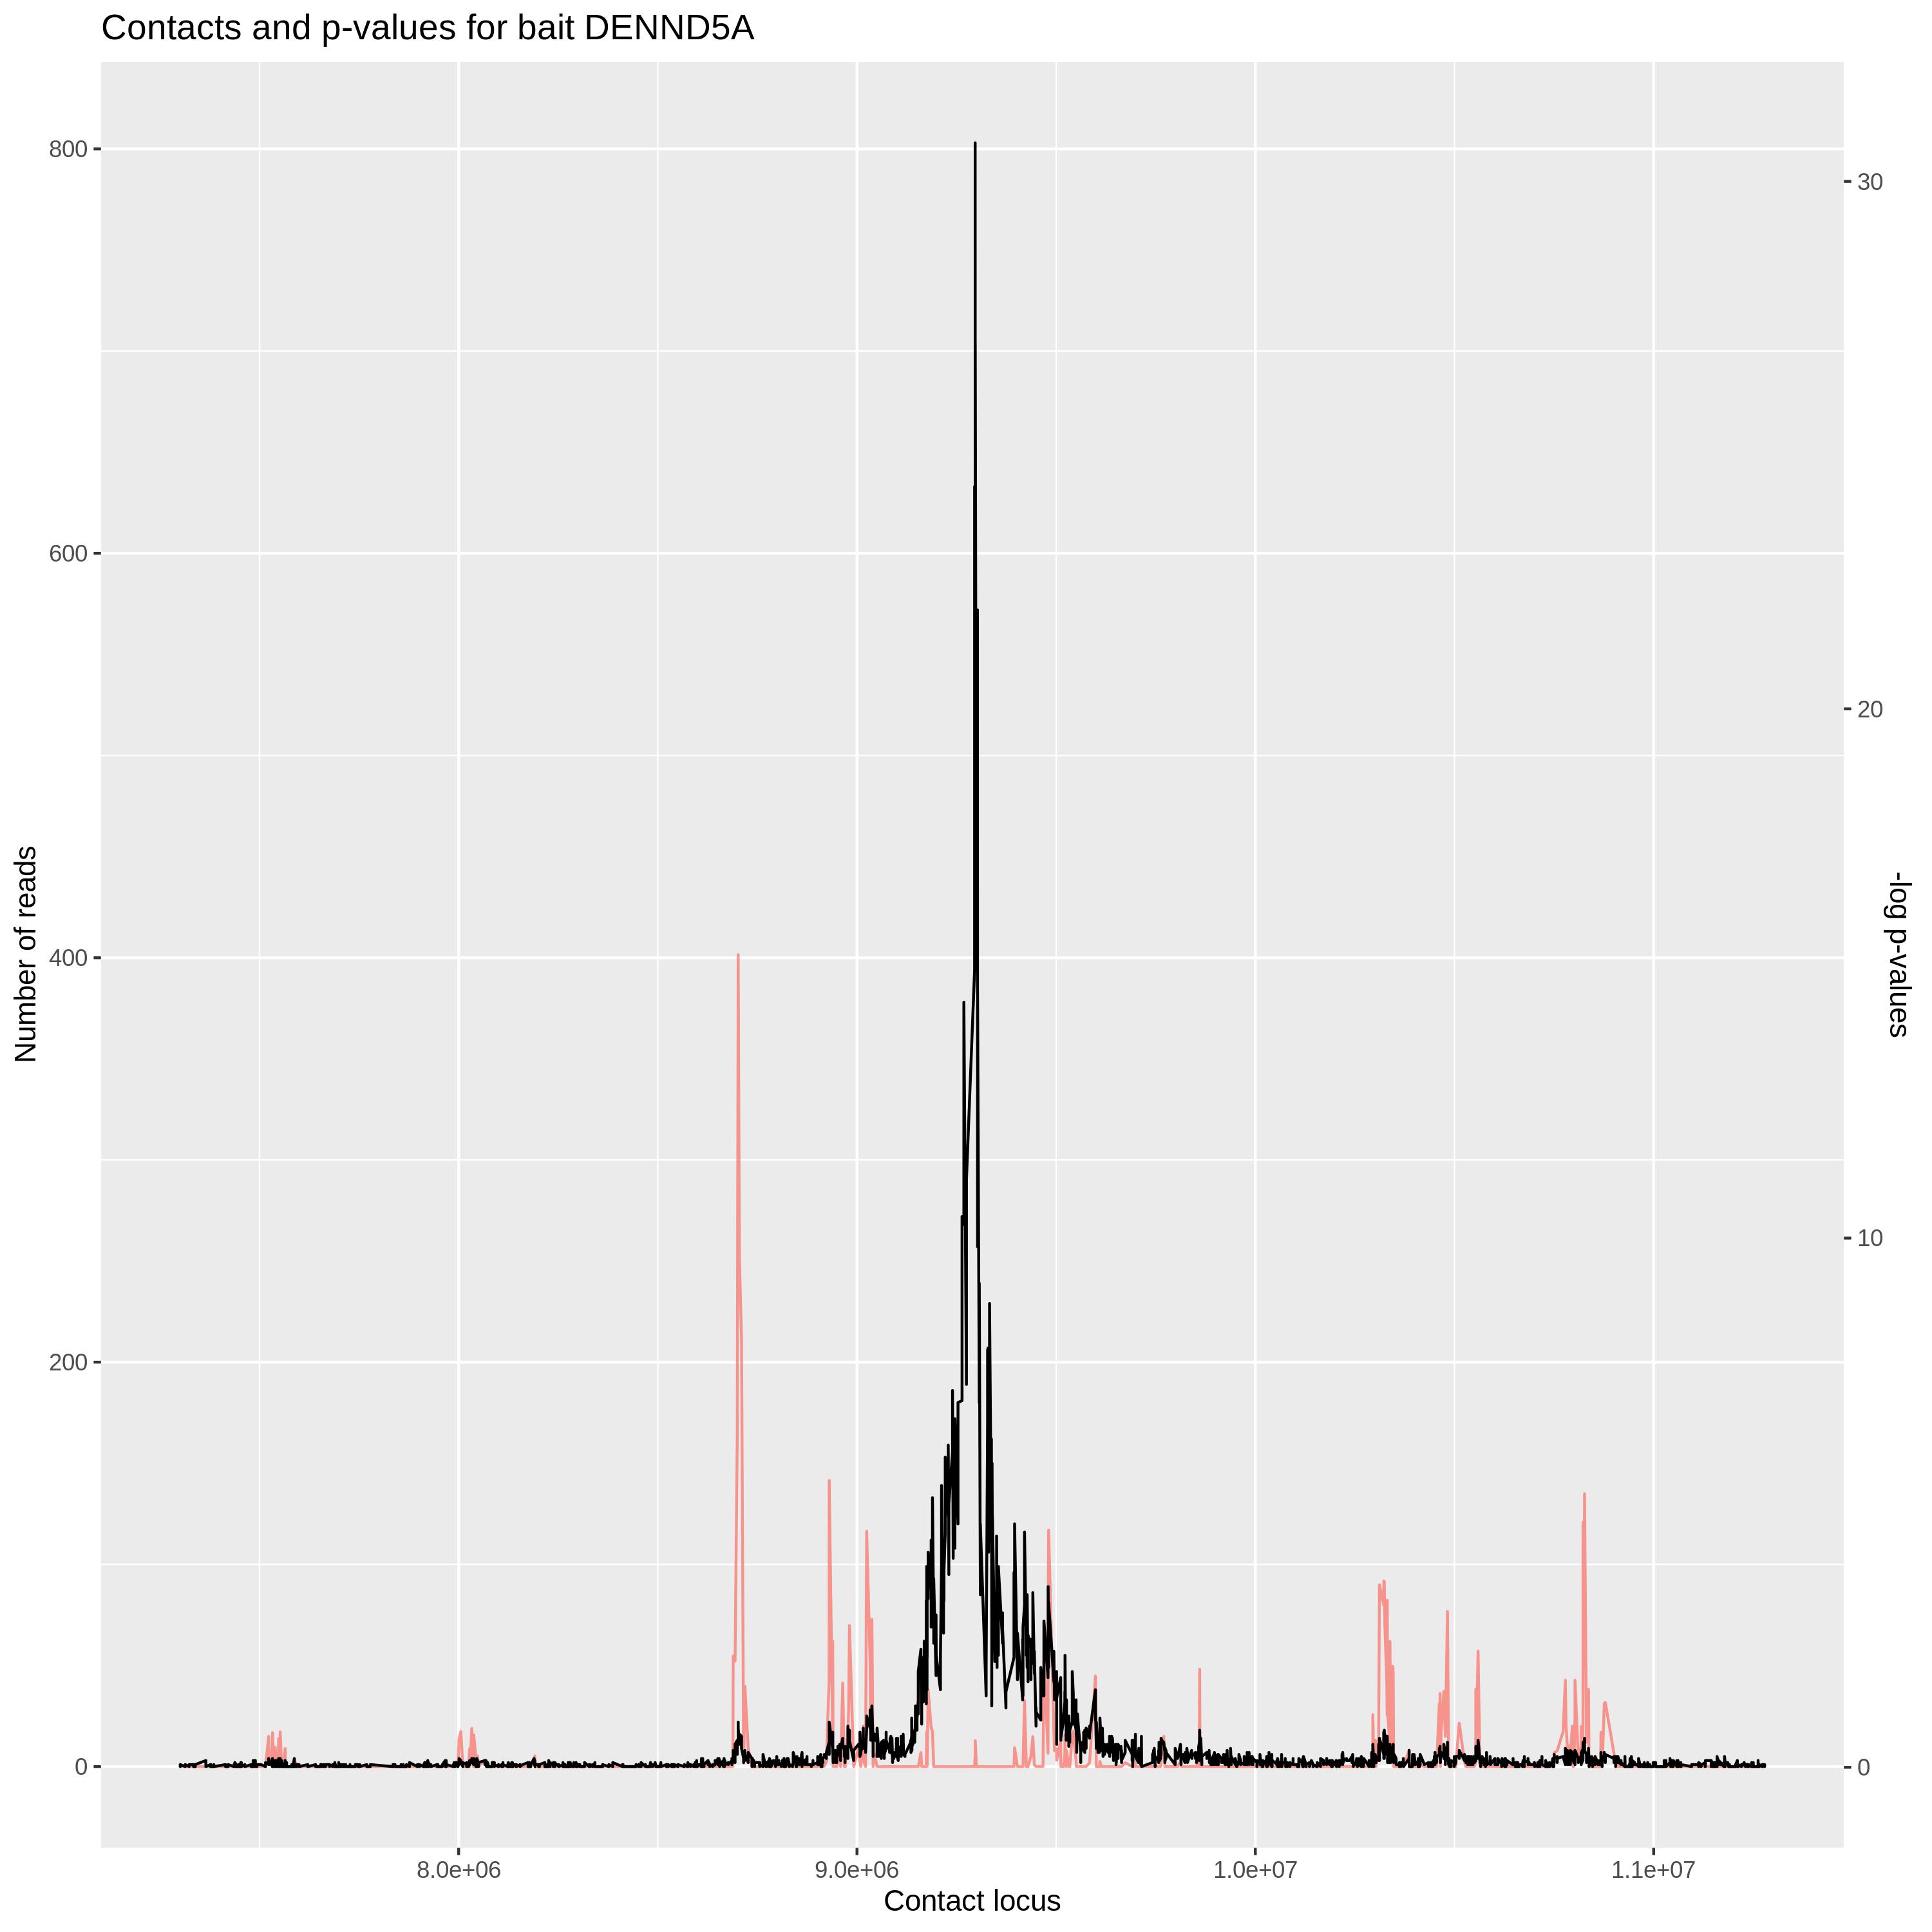 Contacts and p-values for bait DENND5A
800
600
400
200
0
Number of reads
30
20
10
0
-log p-values
8.0e+06
9.0e+06
1.0e+07
1.1e+07
Contact locus